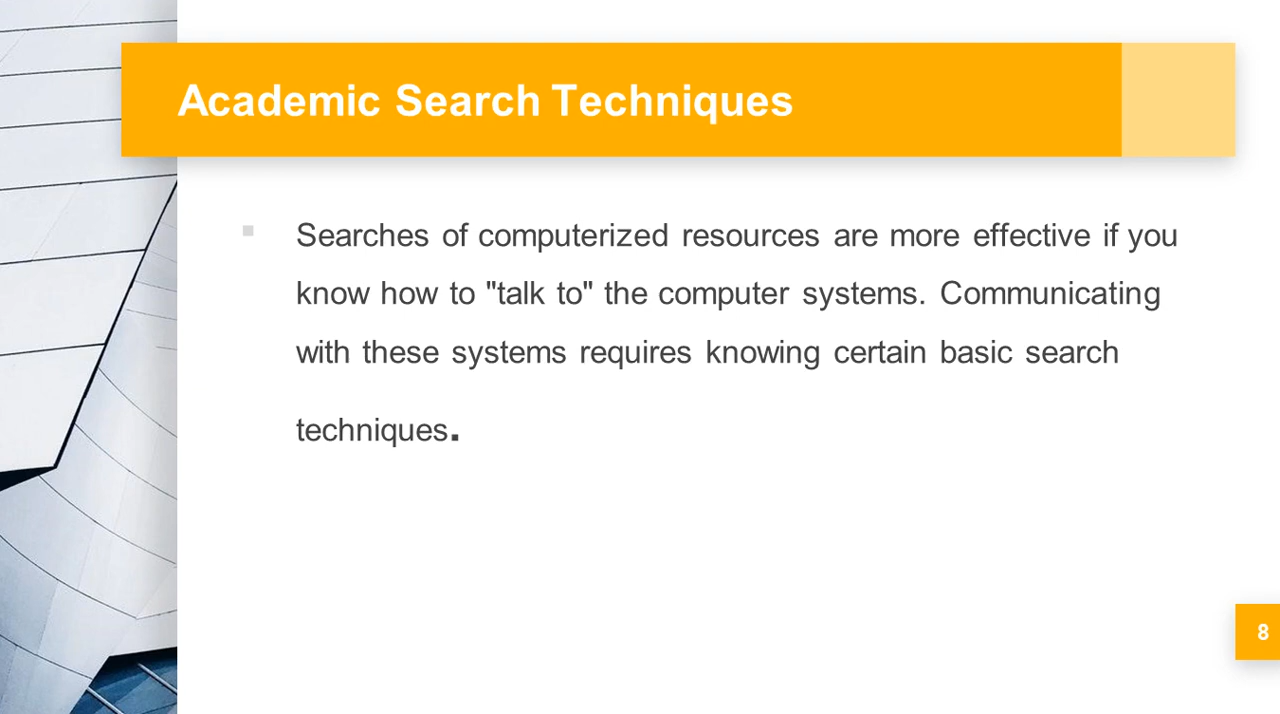 Academic Search Techniques
▪ Searches of computerized resources are more effective if you
know how to "talk to" the computer systems. Communicating
with these systems requires knowing certain basic search
techniques.
8